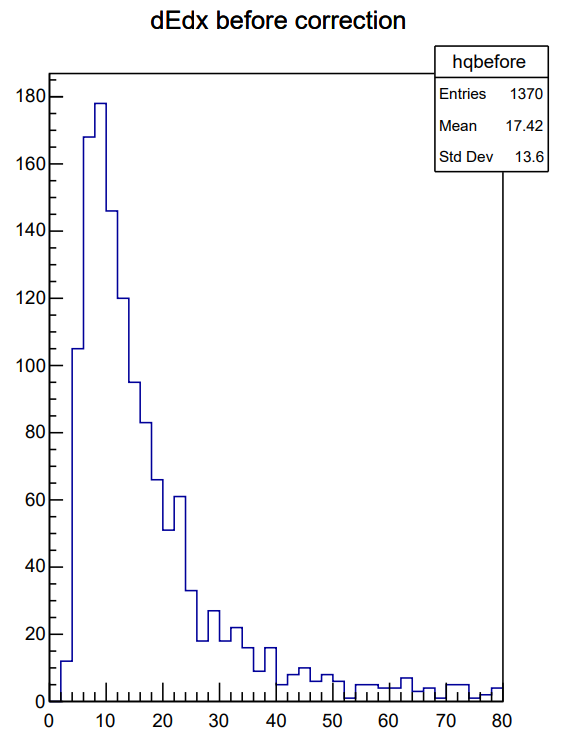 dEdx before correction
hqbefore
Entries 1370
Mean 17.42
Std Dev 13.6
180
160
140
120
100
80
60
40
20
0
0 10 20 30 40 50 60 70 80